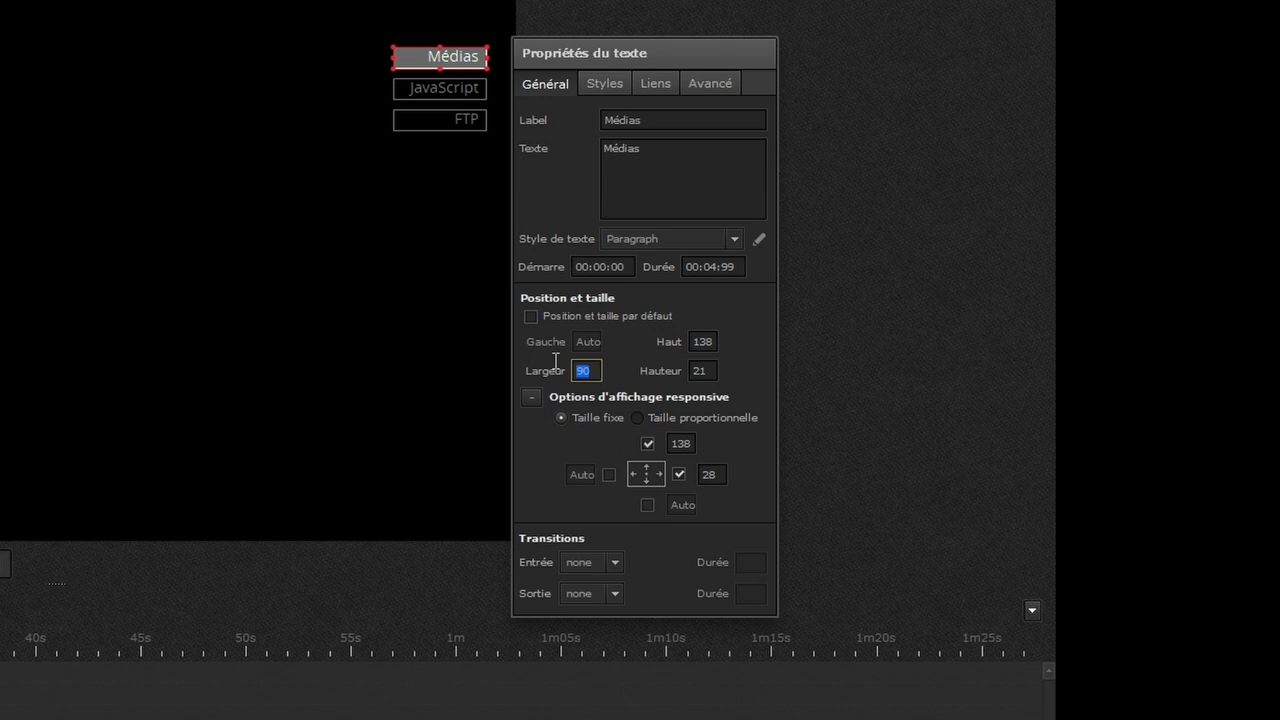 Médias
JavaScript
FTP
Propriétés du texte
Général Styles Liens Avancé
Label Médias
Texte Médias
Style de texte Paragraph
Démarre 00:00:00 Durée 00:04:99
Position et taille
Position et taille par défaut
Gauche Auto Haut 138
Largeur 90 Hauteur 21
- Options d'affichage responsive
Taille fixe Taille proportionnelle
138
Auto 28
Auto
Transitions
Entrée none Durée
Sortie none Durée
40s 45s 50s 55s 1m 1m05s 1m10s 1m15s 1m20s 1m25s